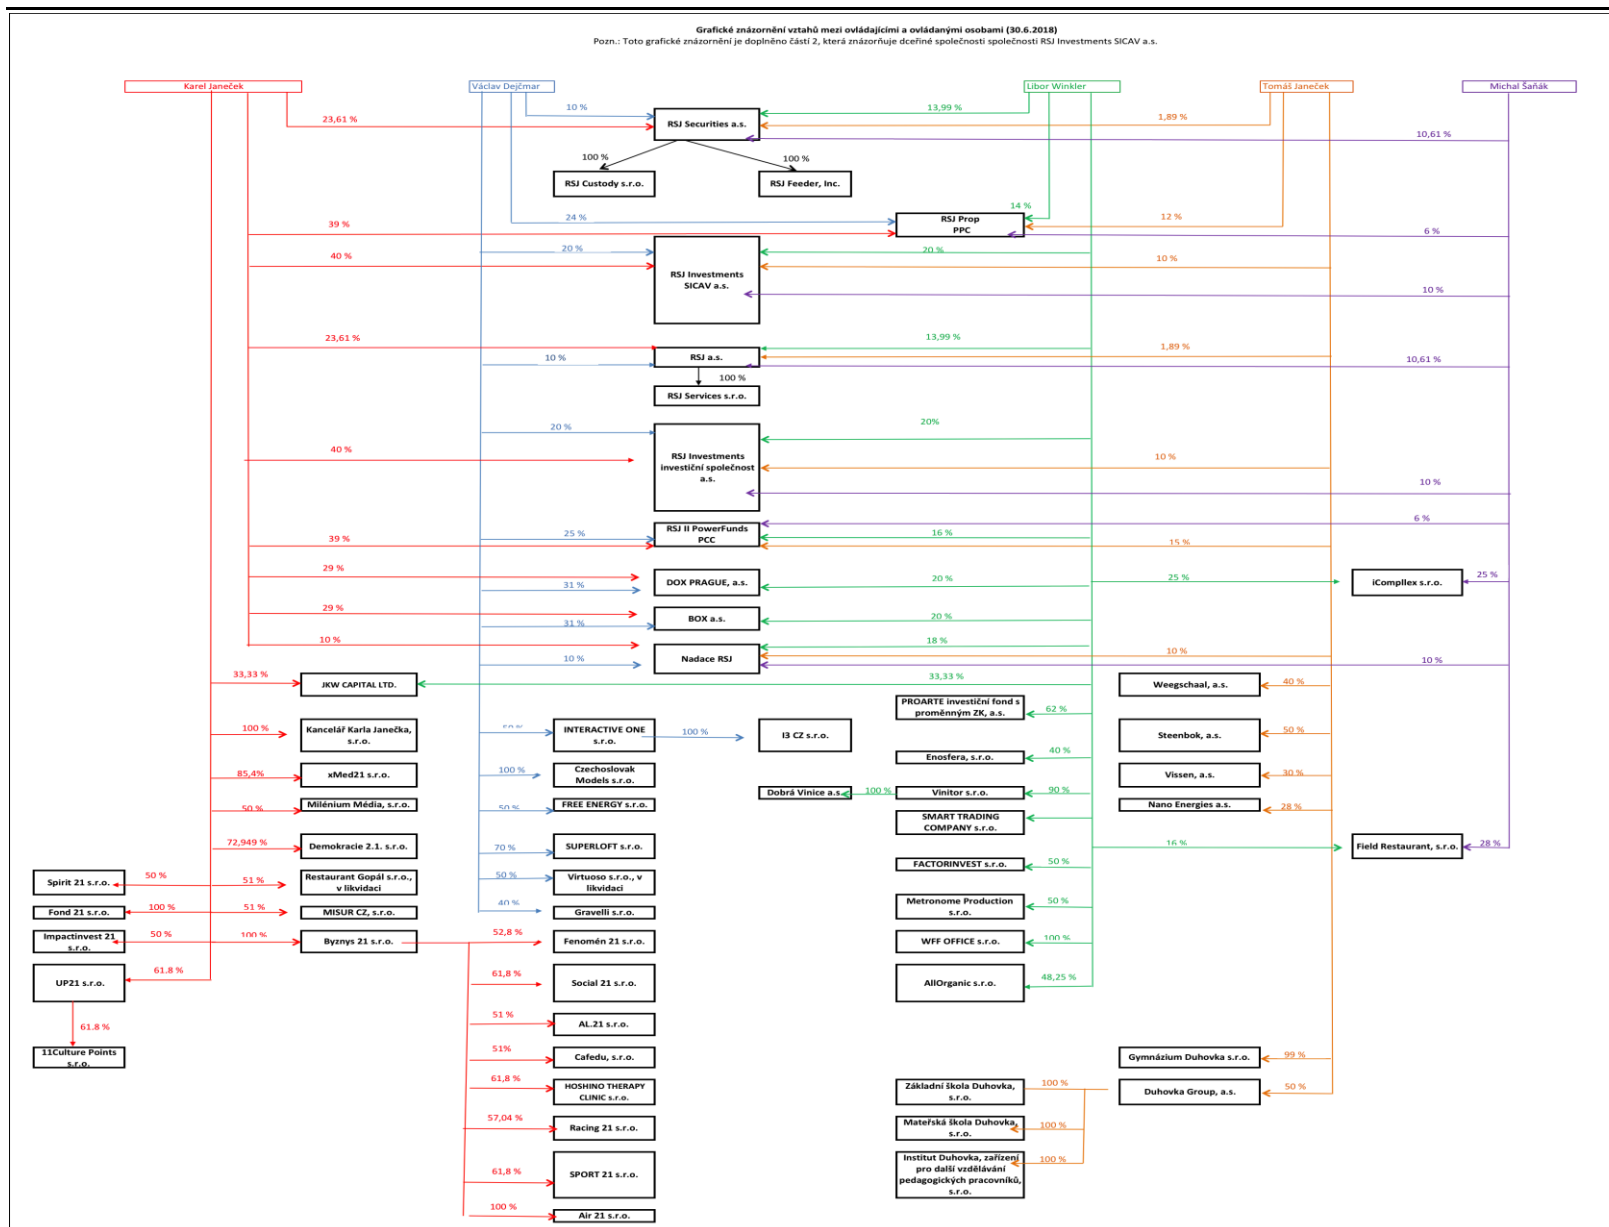 Grafické znázornění vztahů mezi ovládajícími a ovládanými osobami (30.6.2018)
Pozn.: Toto grafické znázornění je doplněno částí 2, která znázorňuje dceřiné společnosti společnosti RSJ Investments SICAV a.s.
Karel Janeček
Václav Dejčmar
Libor Winkler
Tomáš Janeček
Michal Šaňák
10 %
13,99 %
23,61 %
RSJ Securities a.s.
1,89 %
10,61 %
100 %
100 %
RSJ Custody s.r.o.
RSJ Feeder, Inc.
14 %
24 %
RSJ Prop
PPC
12 %
39 %
6 %
20 %
20 %
40 %
RSJ Investments
SICAV a.s.
10 %
10 %
23,61 %
13,99 %
1,89 %
10 %
RSJ a.s.
10,61 %
100 %
RSJ Services s.r.o.
20 %
20%
40 %
RSJ Investments
investiční společnost
a.s.
10 %
10 %
6 %
25 %
RSJ II PowerFunds
PCC
16 %
39 %
15 %
29 %
31 %
DOX PRAGUE, a.s.
20 %
25 %
iCompllex s.r.o.
25 %
29 %
31 %
BOX a.s.
20 %
10 %
18 %
10 %
Nadace RSJ
10 %
10 %
33,33 %
JKW CAPITAL LTD.
33,33 %
Weegschaal, a.s.
40 %
PROARTE investiční fond s
proměnným ZK, a.s.
62 %
100 %
Kancelář Karla Janečka,
s.r.o.
50 %
INTERACTIVE ONE
s.r.o.
100 %
I3 CZ s.r.o.
Steenbok, a.s.
50 %
Enosfera, s.r.o.
40 %
85,4%
xMed21 s.r.o.
100 %
Czechoslovak
Models s.r.o.
Vissen, a.s.
30 %
Dobrá Vinice a.s.
100 %
Vinitor s.r.o.
90 %
50 %
Milénium Média, s.r.o.
50 %
FREE ENERGY s.r.o.
Nano Energies a.s.
28 %
SMART TRADING
COMPANY s.r.o.
72,949 %
Demokracie 2.1. s.r.o.
70 %
SUPERLOFT s.r.o.
16 %
Field Restaurant, s.r.o.
28 %
FACTORINVEST s.r.o.
50 %
Spirit 21 s.r.o.
50 %
51 %
Restaurant Gopál s.r.o.,
v likvidaci
50 %
Virtuoso s.r.o., v
likvidaci
Fond 21 s.r.o.
100 %
51 %
MISUR CZ, s.r.o.
40 %
Gravelli s.r.o.
Metronome Production
s.r.o.
50 %
Impactinvest 21
s.r.o.
50 %
100 %
Byznys 21 s.r.o.
52,8 %
Fenomén 21 s.r.o.
WFF OFFICE s.r.o.
100 %
UP21 s.r.o.
61.8 %
61,8 %
Social 21 s.r.o.
AllOrganic s.r.o.
48,25 %
61.8 %
51 %
AL.21 s.r.o.
11Culture Points
s.r.o.
51%
Cafedu, s.r.o.
Gymnázium Duhovka s.r.o.
99 %
61,8 %
HOSHINO THERAPY
CLINIC s.r.o.
Základní škola Duhovka,
s.r.o.
100 %
Duhovka Group, a.s.
50 %
57,04 %
Racing 21 s.r.o.
Mateřská škola Duhovka,
s.r.o.
100 %
61,8 %
SPORT 21 s.r.o.
Institut Duhovka, zařízení
pro další vzdělávání
pedagogických pracovníků,
s.r.o.
100 %
100 %
Air 21 s.r.o.